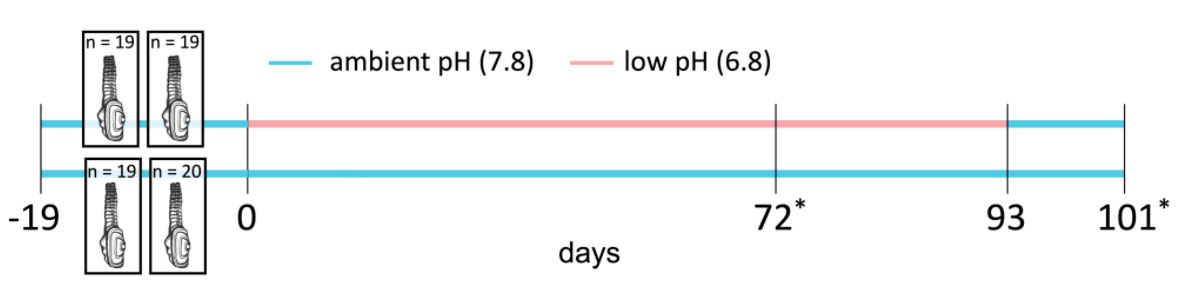 n = 19 n = 19
ambient pH (7.8) low pH (6.8)
n = 19 n = 20
-19 0 72* 93 101*
days